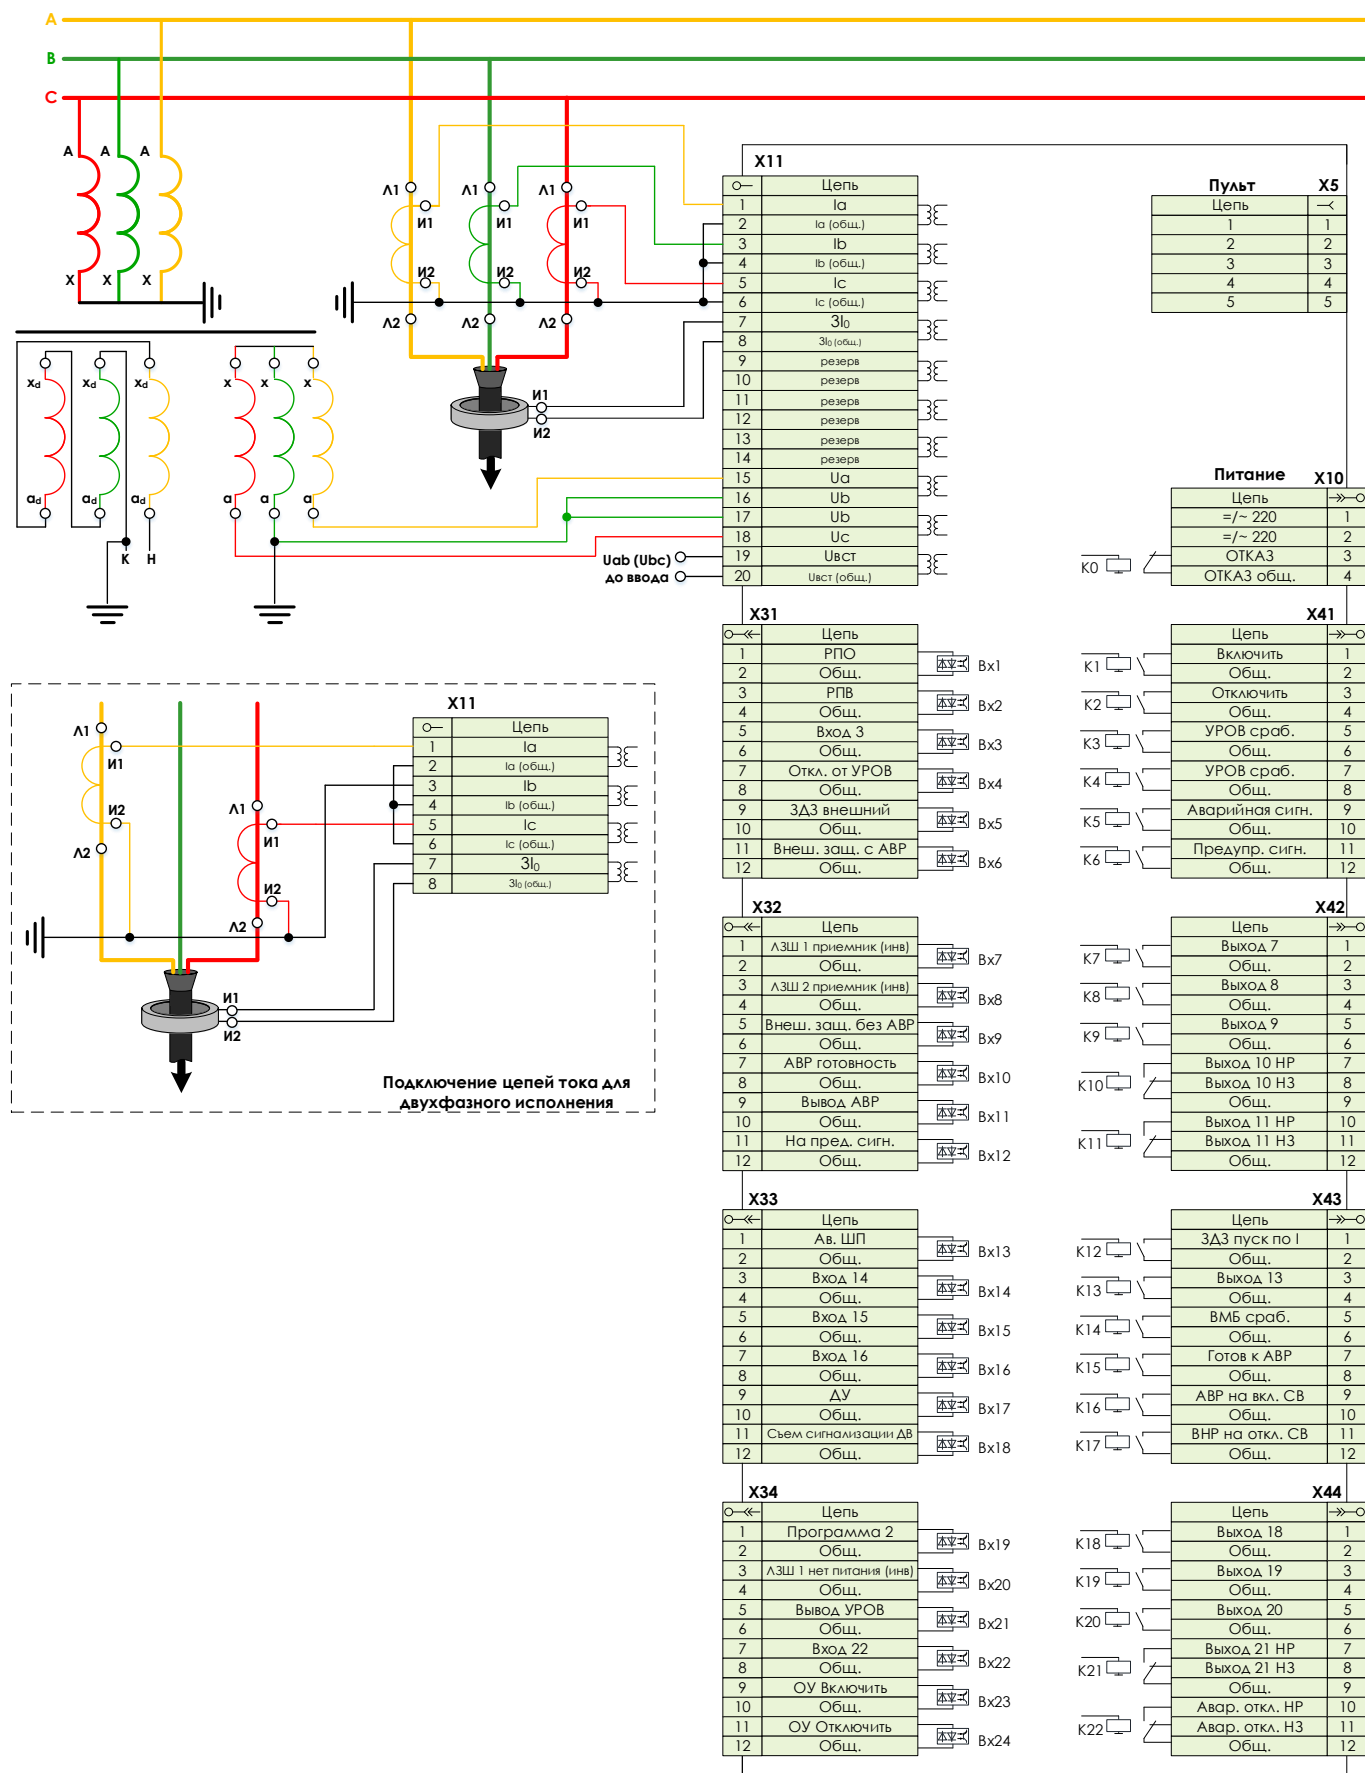 A
B
C
A A A
X X X
Л1 Л1 Л1
И1 И1 И1
И2 И2 И2
Л2 Л2 Л2
И1
И2
xd xd xd
ad ad ad
К Н
x x x
a a a
Uab (Ubc)
до ввода
X11
Цепь
1 Ia
2 Ia (общ.)
3 Ib
4 Ib (общ.)
5 Ic
6 Ic (общ.)
7 3I0
8 3I0 (общ.)
9 резерв
10 резерв
11 резерв
12 резерв
13 резерв
14 резерв
15 Ua
16 Ub
17 Ub
18 Uc
19 Uвст
20 Uвст (общ.)
Пульт X5
Цепь
1 1
2 2
3 3
4 4
5 5
Питание X10
Цепь
=/~ 220 1
=/~ 220 2
ОТКАЗ 3
ОТКАЗ общ. 4
K0
X31
Цепь
1 РПО
2 Общ.
3 РПВ
4 Общ.
5 Вход 3
6 Общ.
7 Откл. от УРОВ
8 Общ.
9 ЗДЗ внешний
10 Общ.
11 Внеш. защ. с АВР
12 Общ.
Вх1
Вх2
Вх3
Вх4
Вх5
Вх6
X41
Цепь
Включить 1
Общ. 2
Отключить 3
Общ. 4
УРОВ сраб. 5
Общ. 6
УРОВ сраб. 7
Общ. 8
Аварийная сигн. 9
Общ. 10
Предупр. сигн. 11
Общ. 12
K1
K2
K3
K4
K5
K6
X11
Цепь
1 Ia
2 Ia (общ.)
3 Ib
4 Ib (общ.)
5 Ic
6 Ic (общ.)
7 3I0
8 3I0 (общ.)
Л1
И1
И2
Л2
Л1
И1
И2
Л2
И1
И2
Подключение цепей тока для
двухфазного исполнения
X32
Цепь
1 ЛЗШ 1 приемник (инв)
2 Общ.
3 ЛЗШ 2 приемник (инв)
4 Общ.
5 Внеш. защ. без АВР
6 Общ.
7 АВР готовность
8 Общ.
9 Вывод АВР
10 Общ.
11 На пред. сигн.
12 Общ.
Вх7
Вх8
Вх9
Вх10
Вх11
Вх12
X42
Цепь
Выход 7 1
Общ. 2
Выход 8 3
Общ. 4
Выход 9 5
Общ. 6
Выход 10 НР 7
Выход 10 НЗ 8
Общ. 9
Выход 11 НР 10
Выход 11 НЗ 11
Общ. 12
K7
K8
K9
K10
K11
X33
Цепь
1 Ав. ШП
2 Общ.
3 Вход 14
4 Общ.
5 Вход 15
6 Общ.
7 Вход 16
8 Общ.
9 ДУ
10 Общ.
11 Съем сигнализации ДВ
12 Общ.
Вх13
Вх14
Вх15
Вх16
Вх17
Вх18
X43
Цепь
ЗДЗ пуск по I 1
Общ. 2
Выход 13 3
Общ. 4
ВМБ сраб. 5
Общ. 6
Готов к АВР 7
Общ. 8
АВР на вкл. СВ 9
Общ. 10
ВНР на откл. СВ 11
Общ. 12
K12
K13
K14
K15
K16
K17
X34
Цепь
1 Программа 2
2 Общ.
3 ЛЗШ 1 нет питания (инв)
4 Общ.
5 Вывод УРОВ
6 Общ.
7 Вход 22
8 Общ.
9 ОУ Включить
10 Общ.
11 ОУ Отключить
12 Общ.
Вх19
Вх20
Вх21
Вх22
Вх23
Вх24
X44
Цепь
Выход 18 1
Общ. 2
Выход 19 3
Общ. 4
Выход 20 5
Общ. 6
Выход 21 НР 7
Выход 21 НЗ 8
Общ. 9
Авар. откл. НР 10
Авар. откл. НЗ 11
Общ. 12
K18
K19
K20
K21
K22